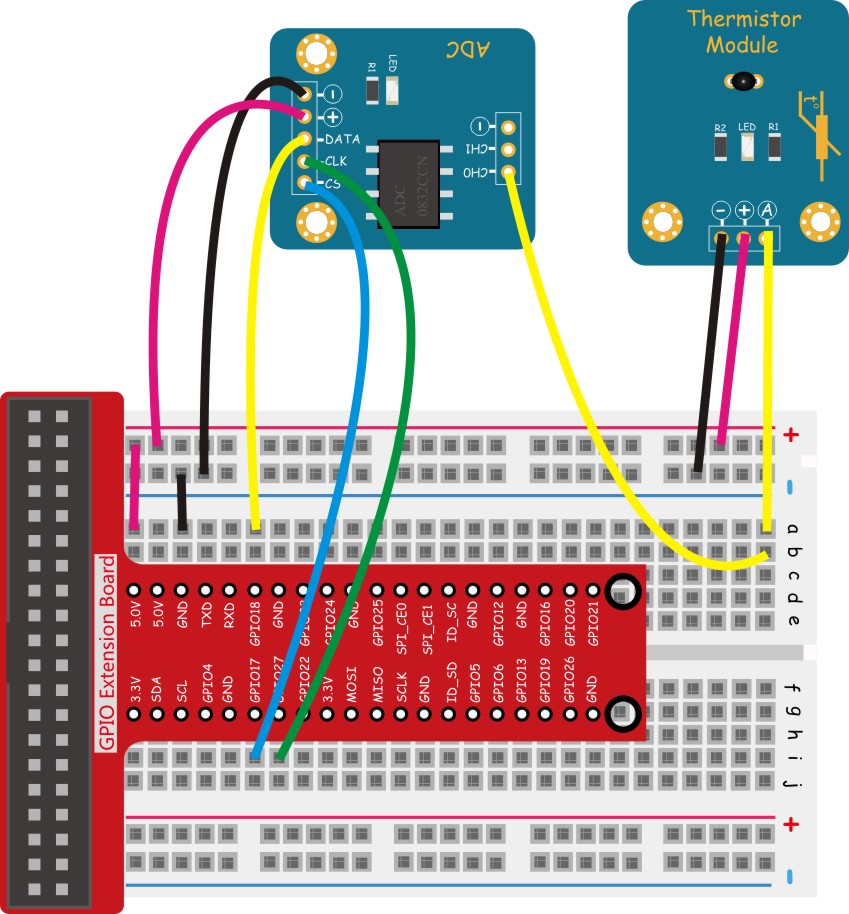 Thermistor
Module
ADC
R1
LED
-
+
DATA
CLK
CS
-
CH1
CH0
ADC
0832CCN
t°
R2
LED
R1
-
+
A
+
-
a
b
c
d
e
GPIO Extension Board
5.0V
5.0V
GND
TXD
RXD
GPIO18
GND
GPIO24
GND
GPIO25
SPI_CE0
SPI_CE1
ID_SC
GND
GPIO12
GND
GPIO16
GPIO20
GPIO21
3.3V
SDA
SCL
GPIO4
GND
GPIO17
GPIO27
GPIO22
3.3V
MOSI
MISO
SCLK
GND
ID_SD
GPIO5
GPIO6
GPIO13
GPIO19
GPIO26
GND
f
g
h
i
j
+
-